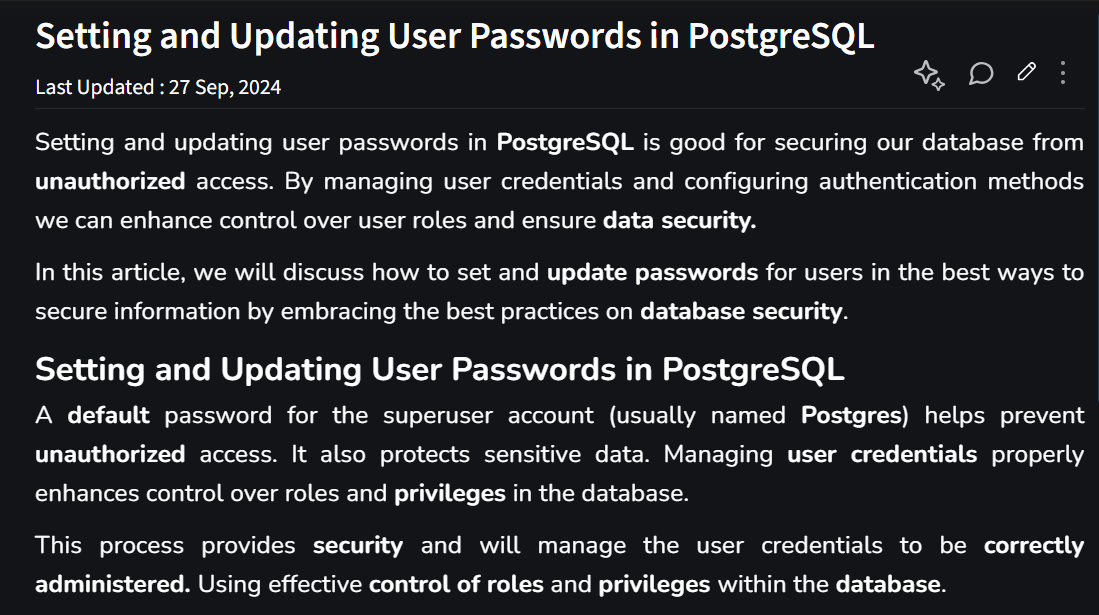 Setting and Updating User Passwords in PostgreSQL
Last Updated : 27 Sep, 2024
Setting and updating user passwords in PostgreSQL is good for securing our database from
unauthorized access. By managing user credentials and configuring authentication methods
we can enhance control over user roles and ensure data security.
In this article, we will discuss how to set and update passwords for users in the best ways to
secure information by embracing the best practices on database security.
Setting and Updating User Passwords in PostgreSQL
A default password for the superuser account (usually named Postgres) helps prevent
unauthorized access. It also protects sensitive data. Managing user credentials properly
enhances control over roles and privileges in the database.
This process provides security and will manage the user credentials to be correctly
administered. Using effective control of roles and privileges within the database.